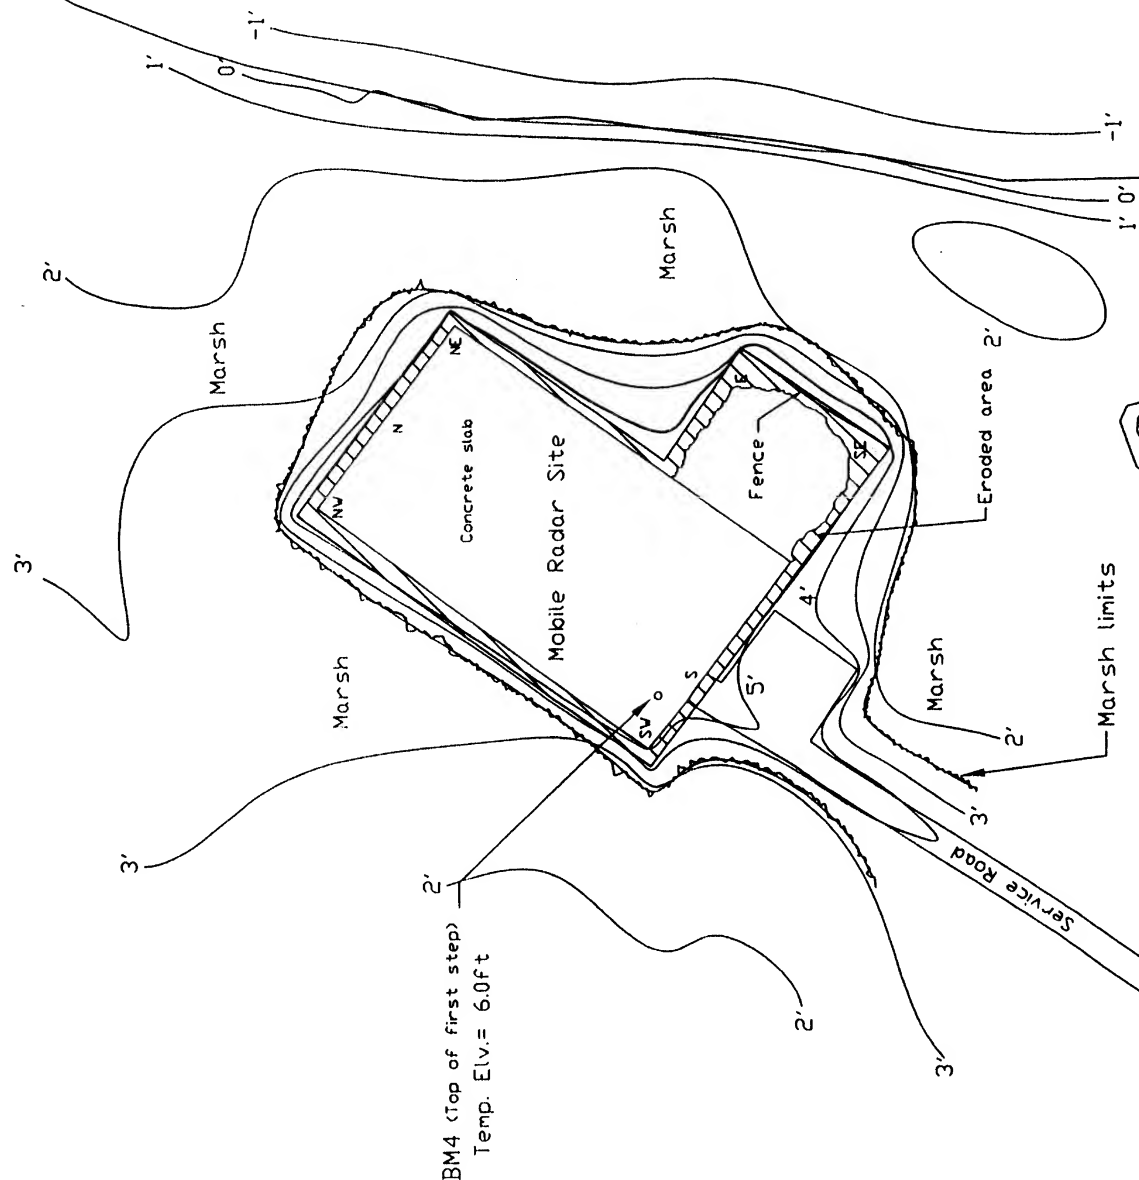 -1'
1'
0'
2'
Marsh
Marsh
3'
NE
N
NW
Concrete slab
Mobile Radar Site
E
Fence
SE
Eroded area
2'
Marsh
4'
S
5'
SW
3'
2'
BM4 (Top of first step)
Temp. Elv.= 6.0ft
Marsh
2'
Marsh limits
3'
2'
3'
Service Road
-1'
0'
1'